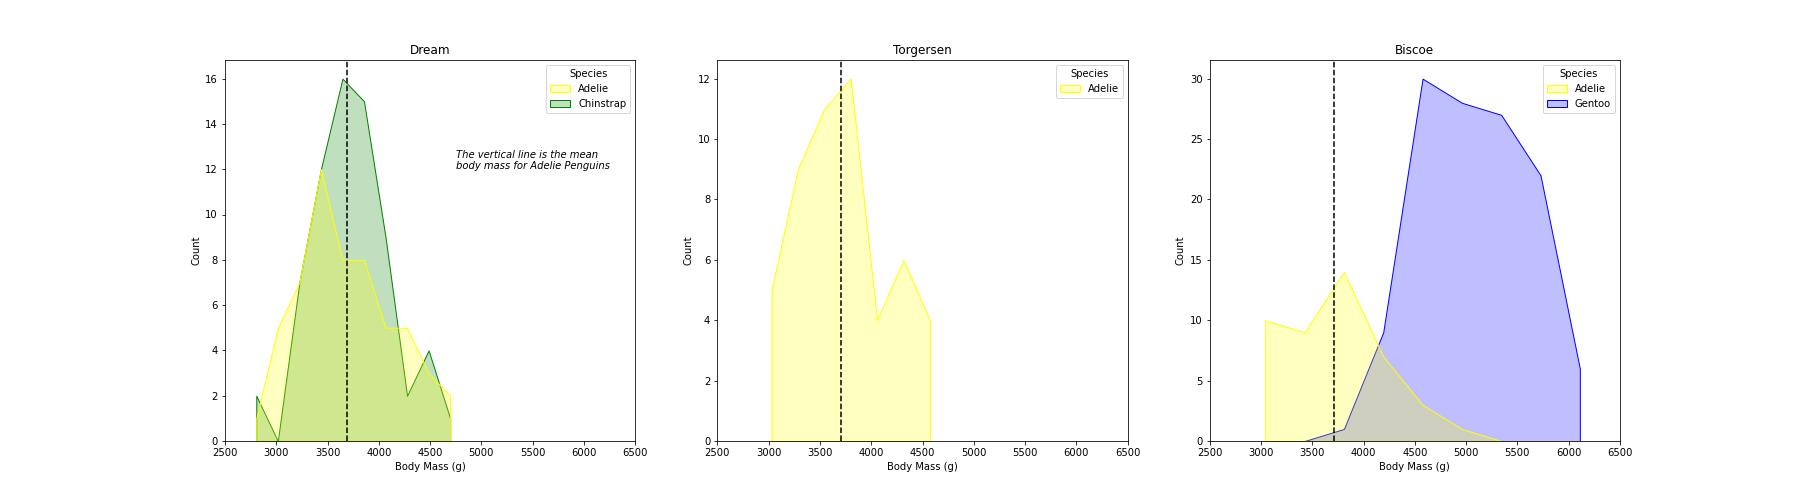 Dream
Count
16
14
12
10
8
6
4
2
0
2500 3000 3500 4000 4500 5000 5500 6000 6500
Body Mass (g)
Species
Adelie
Chinstrap
The vertical line is the mean
body mass for Adelie Penguins
Torgersen
Count
12
10
8
6
4
2
0
2500 3000 3500 4000 4500 5000 5500 6000 6500
Body Mass (g)
Species
Adelie
Biscoe
Count
30
25
20
15
10
5
0
2500 3000 3500 4000 4500 5000 5500 6000 6500
Body Mass (g)
Species
Adelie
Gentoo